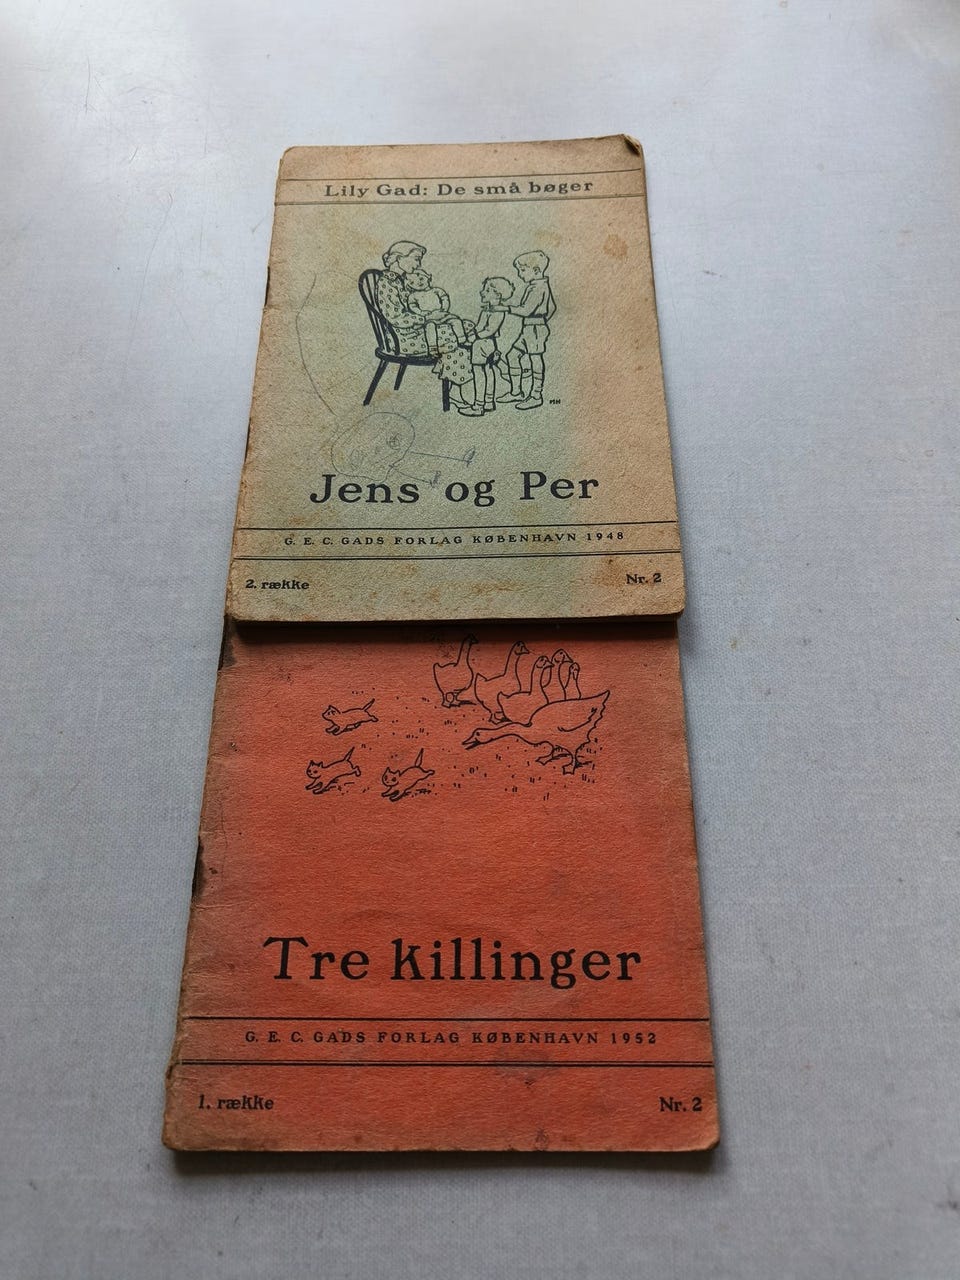 Lily Gad: De små bøger
MH
Jens og Per
G. E. C. GADS FORLAG KØBENHAVN 1948
2. række Nr. 2
Tre killinger
G. E. C. GADS FORLAG KØBENHAVN 1952
1. række Nr. 2